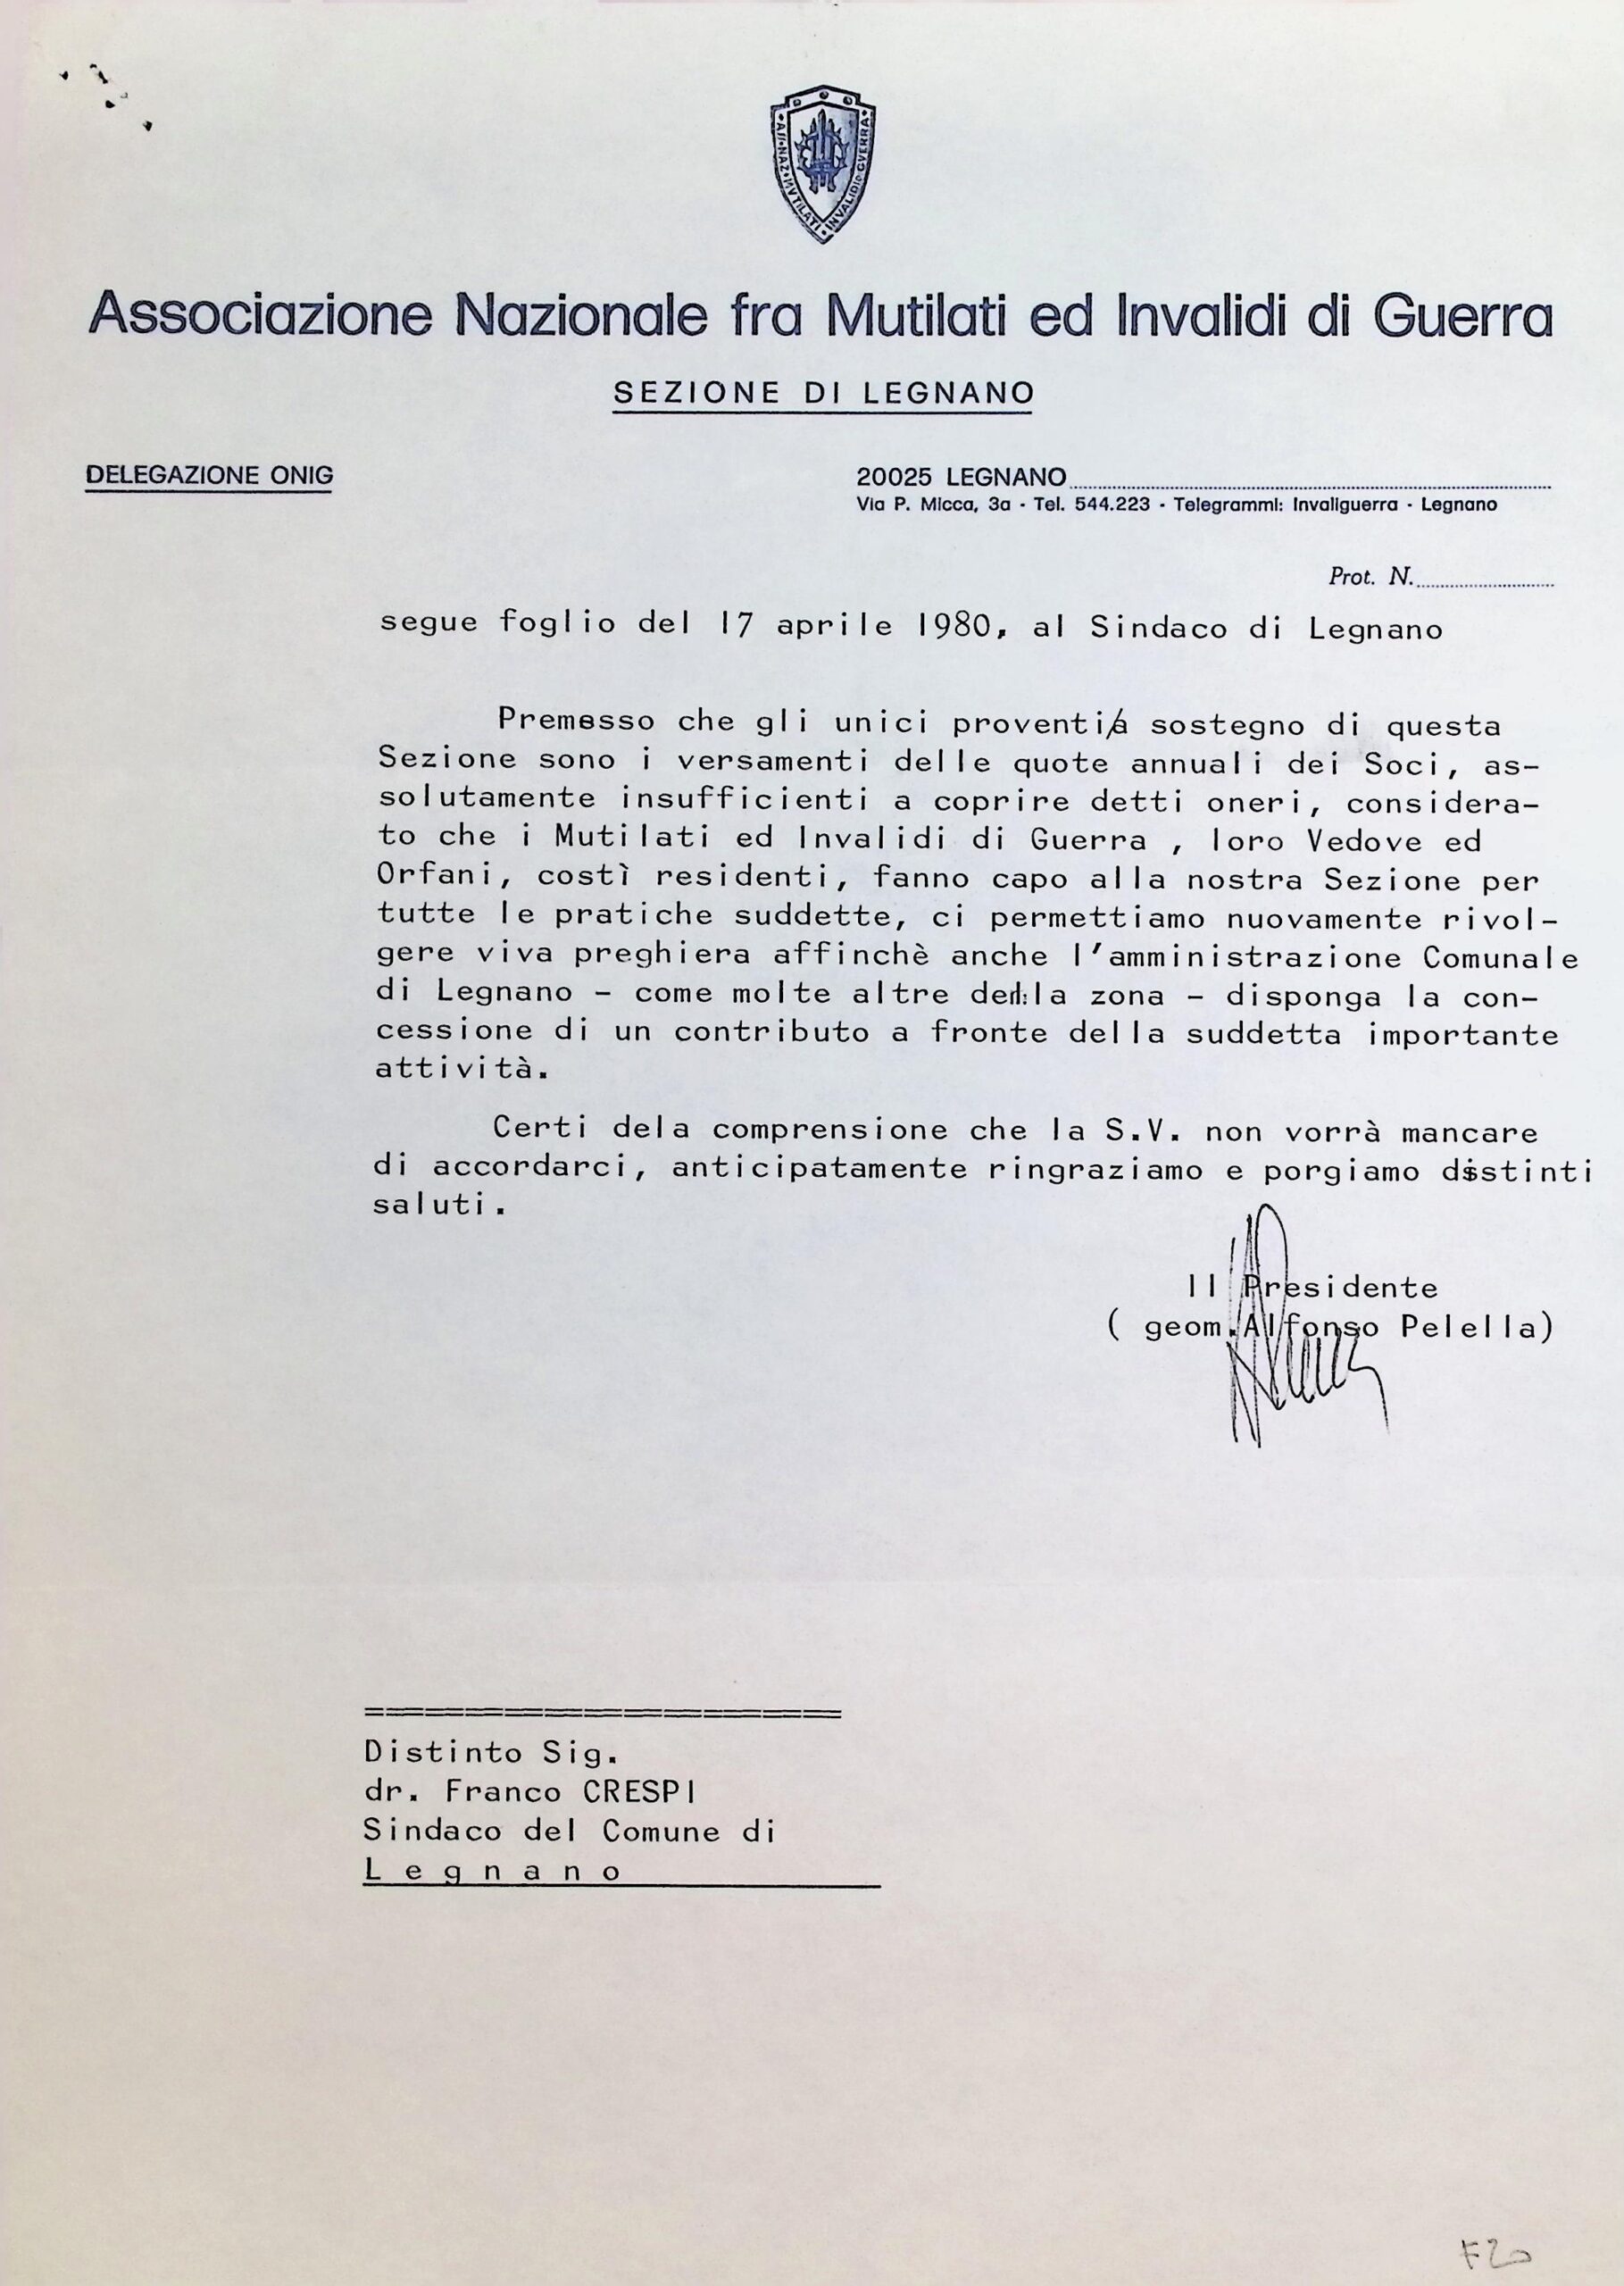 ASS·NAZ·MVTILATI·INVALIDI·GVERRA
Associazione Nazionale fra Mutilati ed Invalidi di Guerra
SEZIONE DI LEGNANO
DELEGAZIONE ONIG
20025 LEGNANO
Via P. Micca, 3a - Tel. 544.223 - Telegrammi: Invaliguerra - Legnano
Prot. N.
segue foglio del 17 aprile 1980, al Sindaco di Legnano
Premesso che gli unici proventi/a sostegno di questa
Sezione sono i versamenti delle quote annuali dei Soci, as-
solutamente insufficienti a coprire detti oneri, considera-
to che i Mutilati ed Invalidi di Guerra , loro Vedove ed
Orfani, costì residenti, fanno capo alla nostra Sezione per
tutte le pratiche suddette, ci permettiamo nuovamente rivol-
gere viva preghiera affinchè anche l'amministrazione Comunale
di Legnano - come molte altre della zona - disponga la con-
cessione di un contributo a fronte della suddetta importante
attività.
Certi dela comprensione che la S.V. non vorrà mancare
di accordarci, anticipatamente ringraziamo e porgiamo distinti
saluti.
Il Presidente
( geom.Alfonso Pelella)
====================
Distinto Sig.
dr. Franco CRESPI
Sindaco del Comune di
L e g n a n o
F20